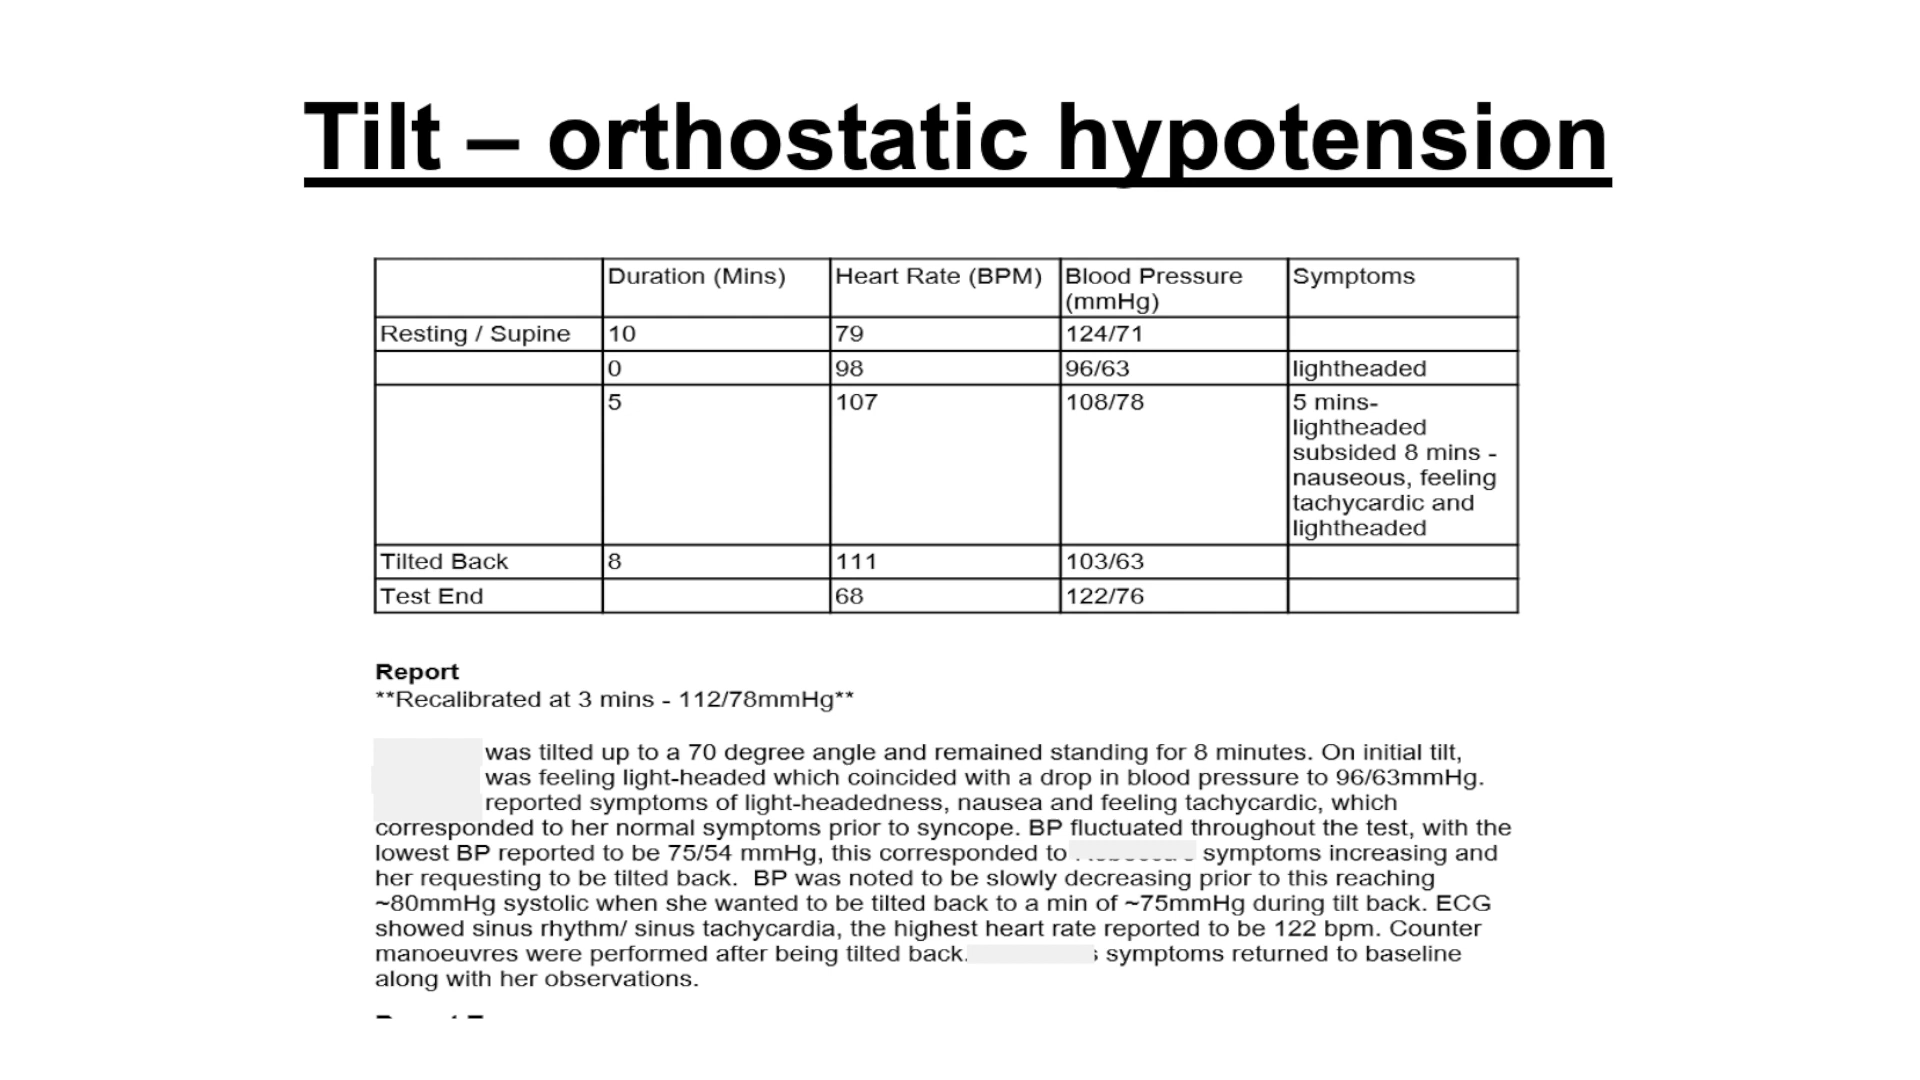 Tilt – orthostatic hypotension
Duration (Mins) Heart Rate (BPM) Blood Pressure (mmHg) Symptoms
Resting / Supine 10 79 124/71
0 98 96/63 lightheaded
5 107 108/78 5 mins-
lightheaded
subsided 8 mins -
nauseous, feeling
tachycardic and
lightheaded
Tilted Back 8 111 103/63
Test End 68 122/76
Report
**Recalibrated at 3 mins - 112/78mmHg**
was tilted up to a 70 degree angle and remained standing for 8 minutes. On initial tilt,
was feeling light-headed which coincided with a drop in blood pressure to 96/63mmHg.
reported symptoms of light-headedness, nausea and feeling tachycardic, which
corresponded to her normal symptoms prior to syncope. BP fluctuated throughout the test, with the
lowest BP reported to be 75/54 mmHg, this corresponded to symptoms increasing and
her requesting to be tilted back. BP was noted to be slowly decreasing prior to this reaching
~80mmHg systolic when she wanted to be tilted back to a min of ~75mmHg during tilt back. ECG
showed sinus rhythm/ sinus tachycardia, the highest heart rate reported to be 122 bpm. Counter
manoeuvres were performed after being tilted back. symptoms returned to baseline
along with her observations.